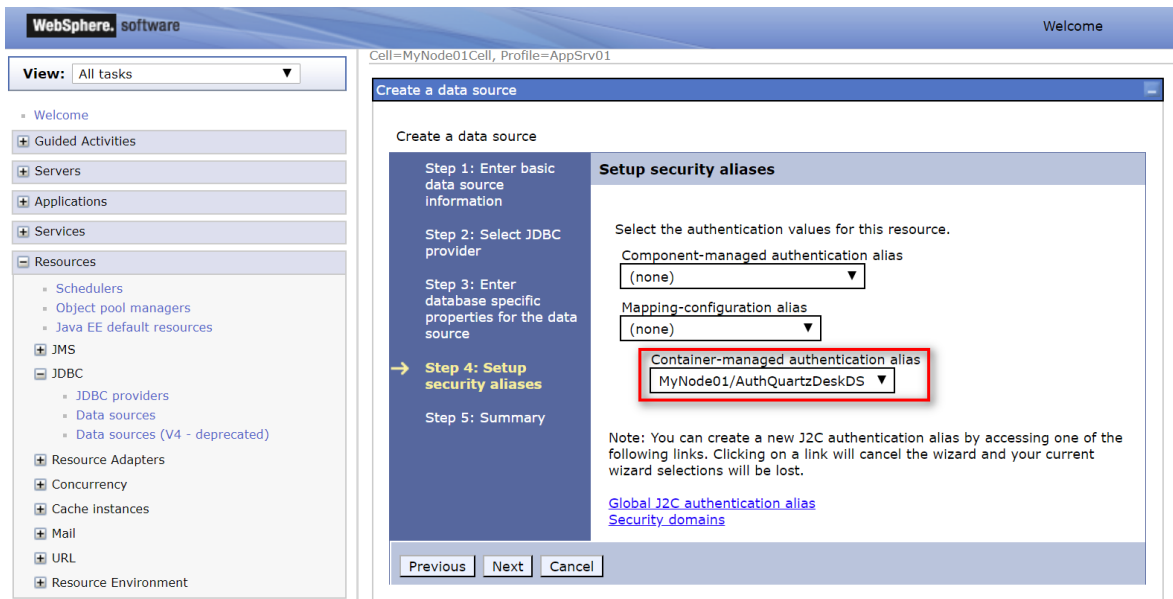 WebSphere. software
Welcome
View: All tasks
Welcome
Guided Activities
Servers
Applications
Services
Resources
Schedulers
Object pool managers
Java EE default resources
JMS
JDBC
JDBC providers
Data sources
Data sources (V4 - deprecated)
Resource Adapters
Concurrency
Cache instances
Mail
URL
Resource Environment
Cell=MyNode01Cell, Profile=AppSrv01
Create a data source
Create a data source
Step 1: Enter basic
data source
information
Step 2: Select JDBC
provider
Step 3: Enter
database specific
properties for the data
source
Step 4: Setup
security aliases
Step 5: Summary
Setup security aliases
Select the authentication values for this resource.
Component-managed authentication alias
(none)
Mapping-configuration alias
(none)
Container-managed authentication alias
MyNode01/AuthQuartzDeskDS
Note: You can create a new J2C authentication alias by accessing one of the
following links. Clicking on a link will cancel the wizard and your current
wizard selections will be lost.
Global J2C authentication alias
Security domains
Previous Next Cancel